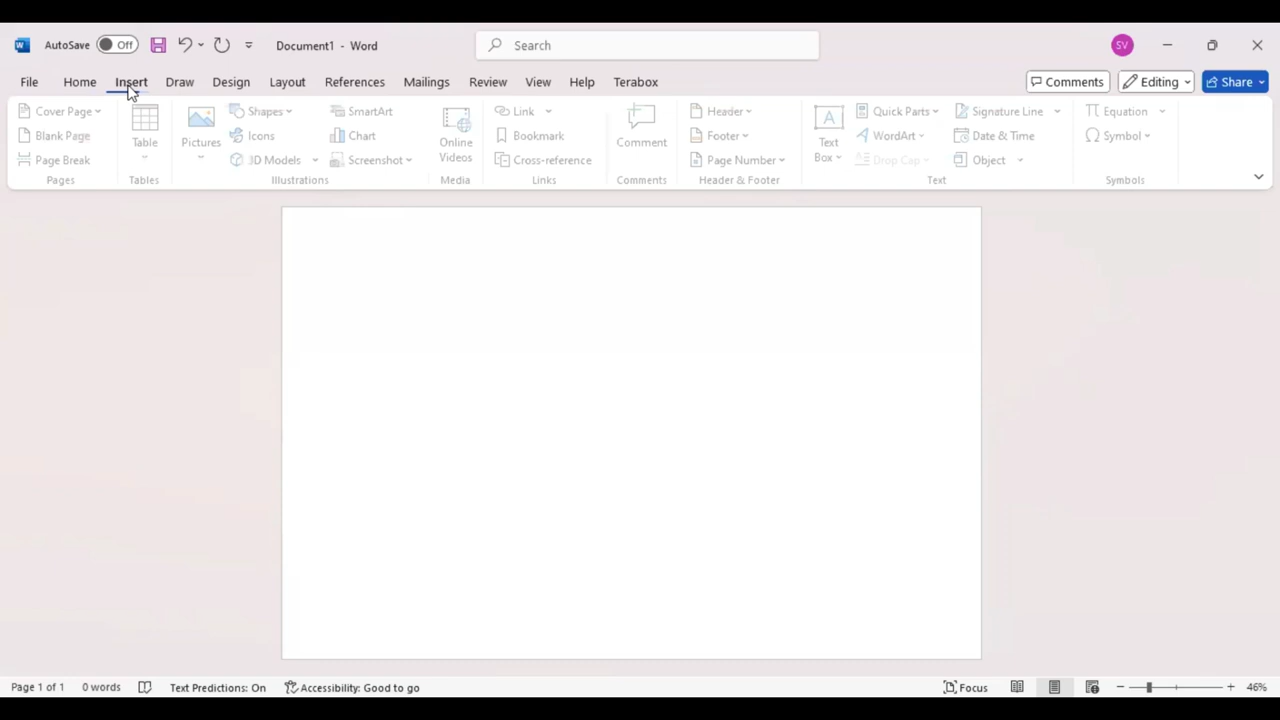 AutoSave Off Document1 - Word Search SV
File Home Insert Draw Design Layout References Mailings Review View Help Terabox Comments Editing Share
Cover Page Shapes SmartArt Link Header Quick Parts Signature Line Equation
Blank Page Icons Chart Bookmark Footer WordArt Date & Time Symbol
Table Pictures Online Comment Text
Page Break 3D Models Screenshot Videos Cross-reference Page Number Box Drop Cap Object
Pages Tables Illustrations Media Links Comments Header & Footer Text Symbols
Page 1 of 1 0 words Text Predictions: On Accessibility: Good to go Focus 46%